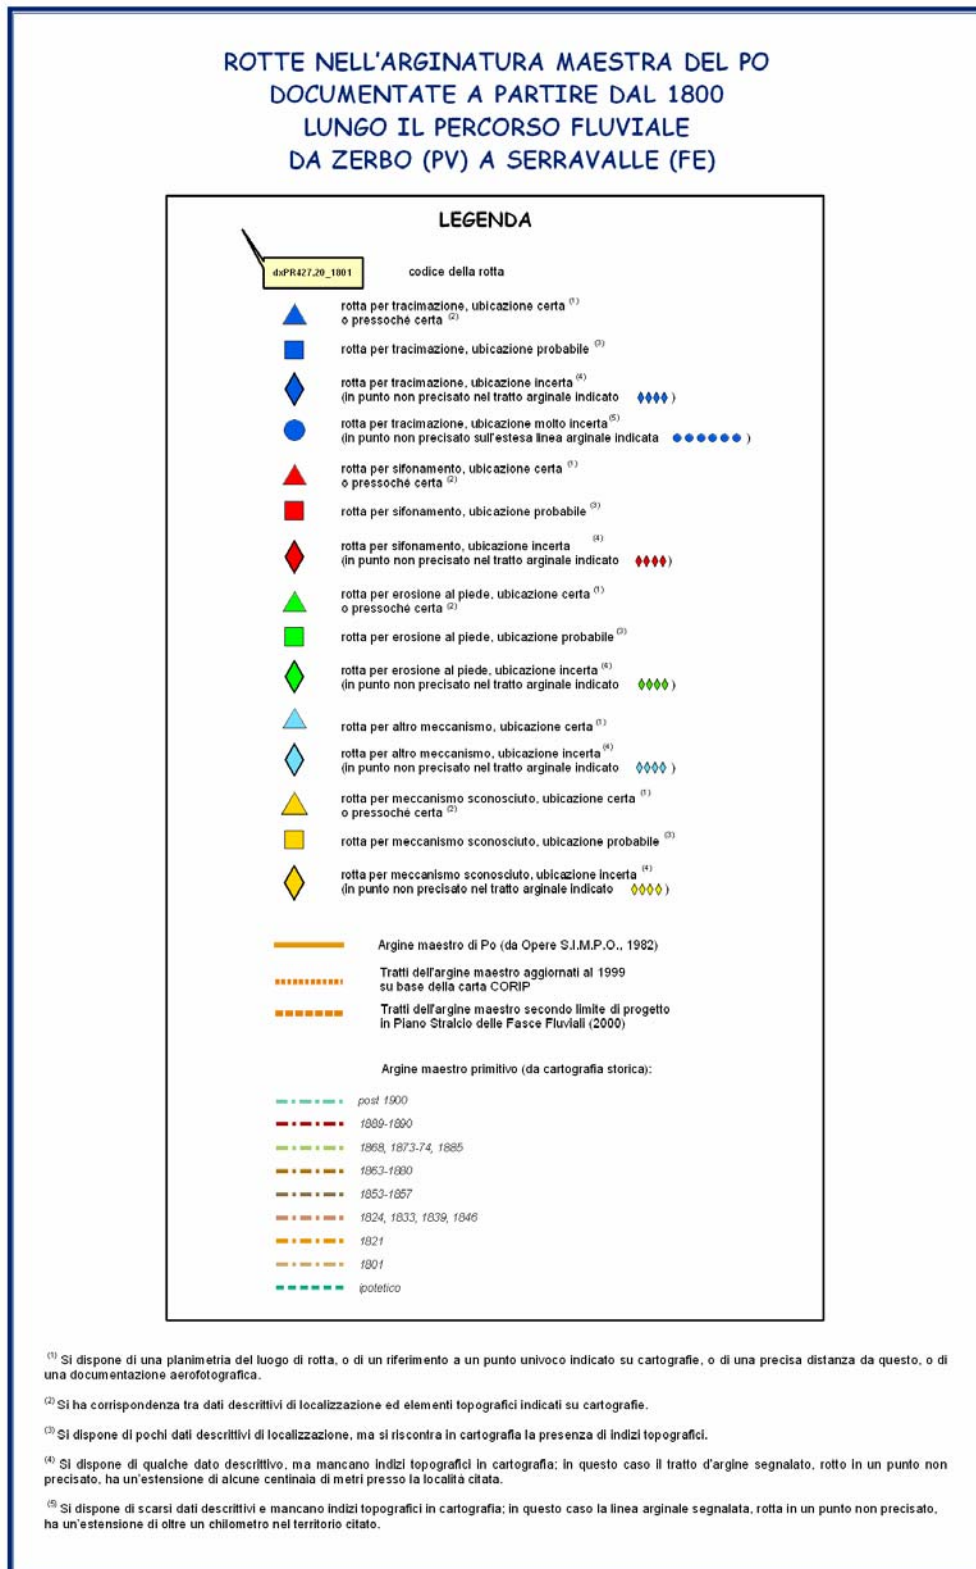 ROTTE NELL'ARGINATURA MAESTRA DEL PO
DOCUMENTATE A PARTIRE DAL 1800
LUNGO IL PERCORSO FLUVIALE
DA ZERBO (PV) A SERRAVALLE (FE)
LEGENDA
dxPR427.20_1801 codice della rotta
rotta per tracimazione, ubicazione certa (1)
o pressoché certa (2)
rotta per tracimazione, ubicazione probabile (3)
rotta per tracimazione, ubicazione incerta (4)
(in punto non precisato nel tratto arginale indicato )
rotta per tracimazione, ubicazione molto incerta (5)
(in punto non precisato sull'estesa linea arginale indicata )
rotta per sifonamento, ubicazione certa (1)
o pressoché certa (2)
rotta per sifonamento, ubicazione probabile (3)
rotta per sifonamento, ubicazione incerta (4)
(in punto non precisato nel tratto arginale indicato )
rotta per erosione al piede, ubicazione certa (1)
o pressoché certa (2)
rotta per erosione al piede, ubicazione probabile (3)
rotta per erosione al piede, ubicazione incerta (4)
(in punto non precisato nel tratto arginale indicato )
rotta per altro meccanismo, ubicazione certa (1)
rotta per altro meccanismo, ubicazione incerta (4)
(in punto non precisato nel tratto arginale indicato )
rotta per meccanismo sconosciuto, ubicazione certa (1)
o pressoché certa (2)
rotta per meccanismo sconosciuto, ubicazione probabile (3)
rotta per meccanismo sconosciuto, ubicazione incerta (4)
(in punto non precisato nel tratto arginale indicato )
Argine maestro di Po (da Opere S.I.M.P.O., 1982)
Tratti dell'argine maestro aggiornati al 1999
su base della carta CORIP
Tratti dell'argine maestro secondo limite di progetto
in Piano Stralcio delle Fasce Fluviali (2000)
Argine maestro primitivo (da cartografia storica):
post 1900
1889-1890
1868, 1873-74, 1885
1863-1880
1853-1857
1824, 1833, 1839, 1846
1821
1801
ipotetico
(1) Si dispone di una planimetria del luogo di rotta, o di un riferimento a un punto univoco indicato su cartografie, o di una precisa distanza da questo, o di
una documentazione aerofotografica.
(2) Si ha corrispondenza tra dati descrittivi di localizzazione ed elementi topografici indicati su cartografie.
(3) Si dispone di pochi dati descrittivi di localizzazione, ma si riscontra in cartografia la presenza di indizi topografici.
(4) Si dispone di qualche dato descrittivo, ma mancano indizi topografici in cartografia; in questo caso il tratto d'argine segnalato, rotto in un punto non
precisato, ha un'estensione di alcune centinaia di metri presso la località citata.
(5) Si dispone di scarsi dati descrittivi e mancano indizi topografici in cartografia; in questo caso la linea arginale segnalata, rotta in un punto non precisato,
ha un'estensione di oltre un chilometro nel territorio citato.